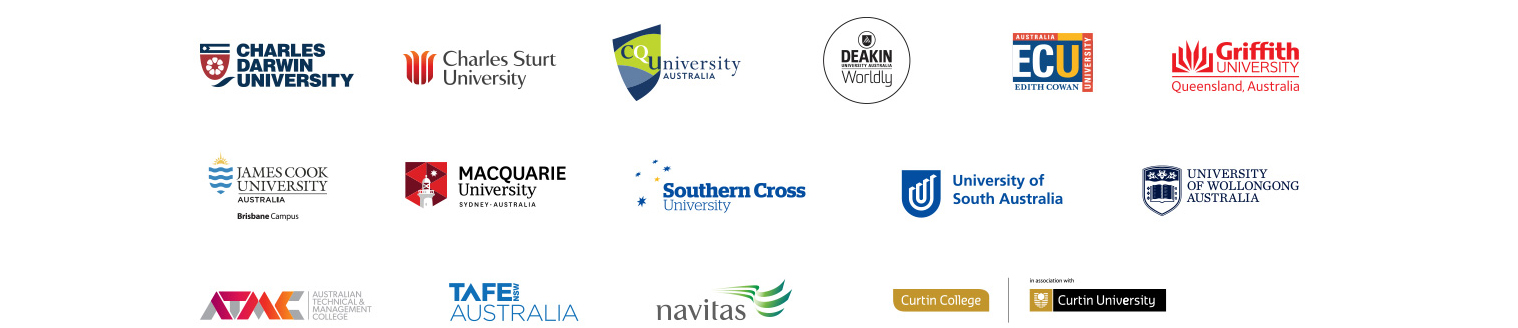 CHARLES
DARWIN
UNIVERSITY
Charles Sturt
University
CQUniversity
AUSTRALIA
DEAKIN
UNIVERSITY AUSTRALIA
Worldly
AUSTRALIA
ECU
EDITH COWAN
UNIVERSITY
Griffith
UNIVERSITY
Queensland, Australia
JAMES COOK
UNIVERSITY
AUSTRALIA
Brisbane Campus
MACQUARIE
University
SYDNEY·AUSTRALIA
Southern Cross
University
University of
South Australia
UNIVERSITY
OF WOLLONGONG
AUSTRALIA
ATMC
AUSTRALIAN
TECHNICAL &
MANAGEMENT
COLLEGE
TAFE NSW
AUSTRALIA
navitas
Curtin College
in association with
Curtin University